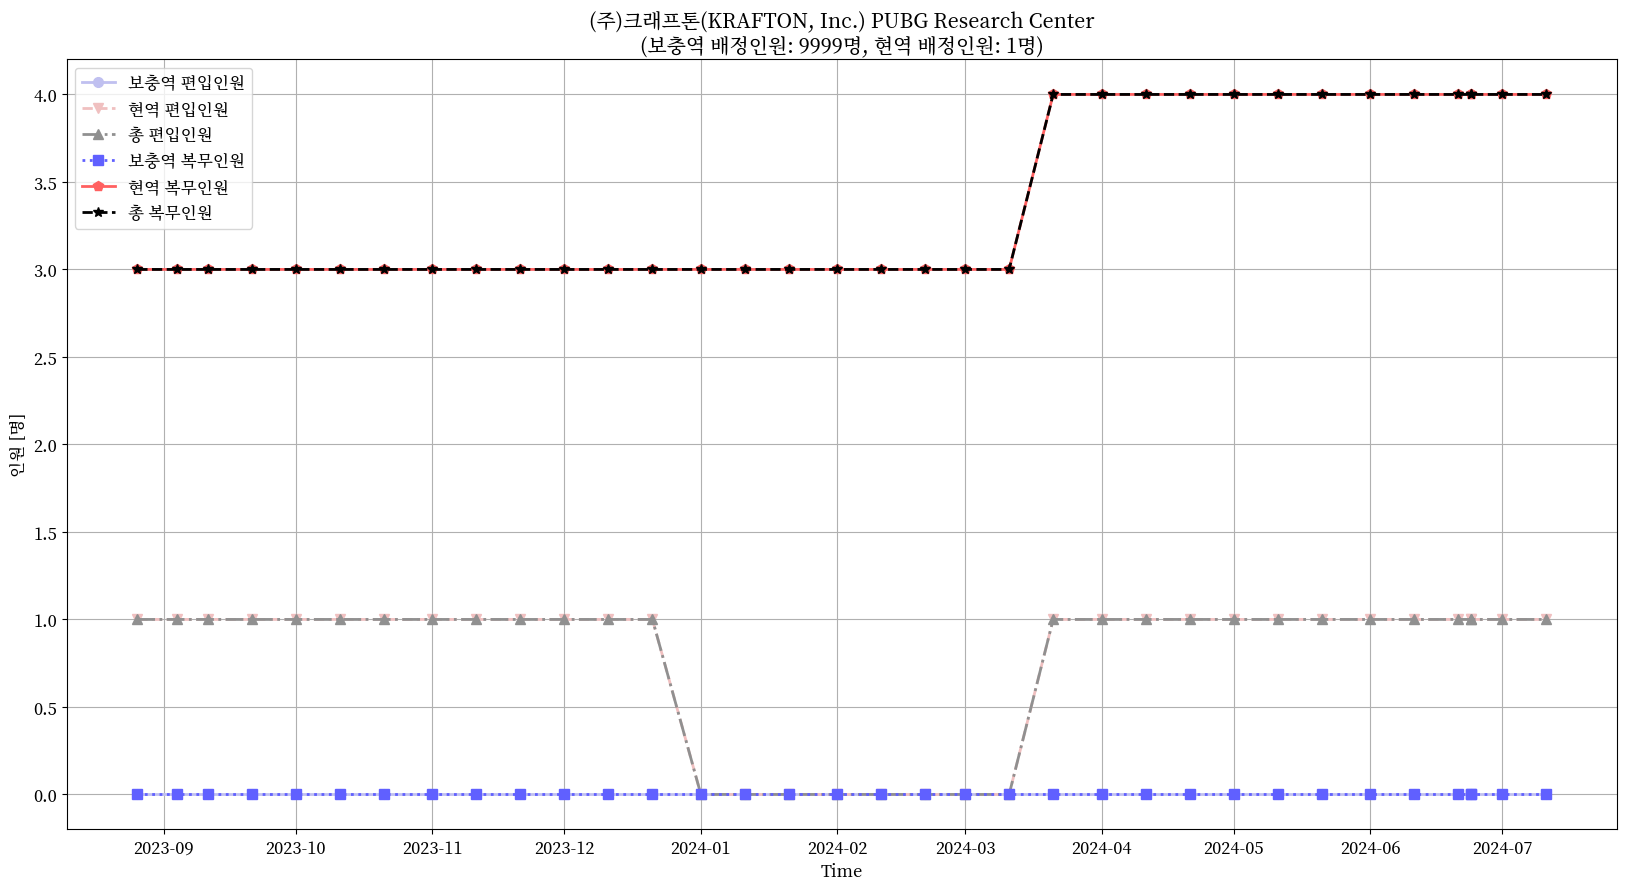 (주)크래프톤(KRAFTON, Inc.) PUBG Research Center
(보충역 배정인원: 9999명, 현역 배정인원: 1명)
보충역 편입인원
현역 편입인원
총 편입인원
보충역 복무인원
현역 복무인원
총 복무인원
인원 [명]
4.0
3.5
3.0
2.5
2.0
1.5
1.0
0.5
0.0
2023-09 2023-10 2023-11 2023-12 2024-01 2024-02 2024-03 2024-04 2024-05 2024-06 2024-07
Time